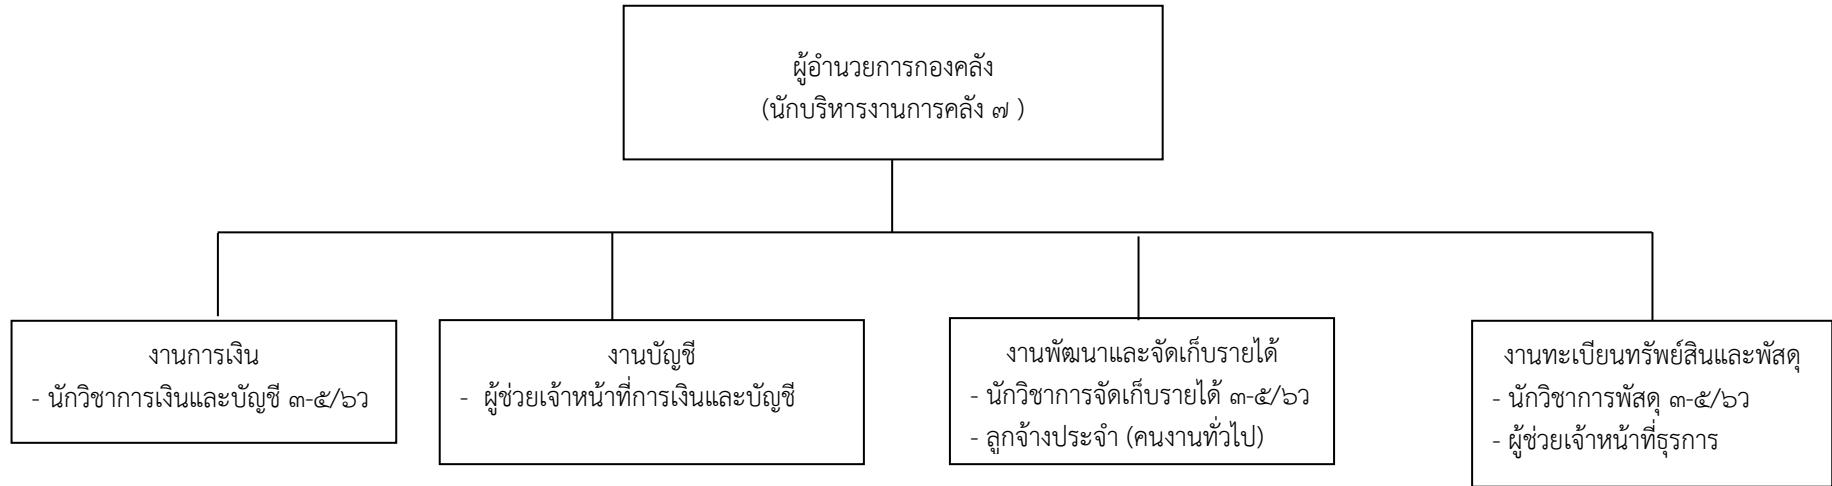 ผู้อำนวยการกองคลัง
(นักบริหารงานการคลัง ๗ )
งานการเงิน
- นักวิชาการเงินและบัญชี ๓-๕/๖ว
งานบัญชี
- ผู้ช่วยเจ้าหน้าที่การเงินและบัญชี
งานพัฒนาและจัดเก็บรายได้
- นักวิชาการจัดเก็บรายได้ ๓-๕/๖ว
- ลูกจ้างประจำ (คนงานทั่วไป)
งานทะเบียนทรัพย์สินและพัสดุ
- นักวิชาการพัสดุ ๓-๕/๖ว
- ผู้ช่วยเจ้าหน้าที่ธุรการ